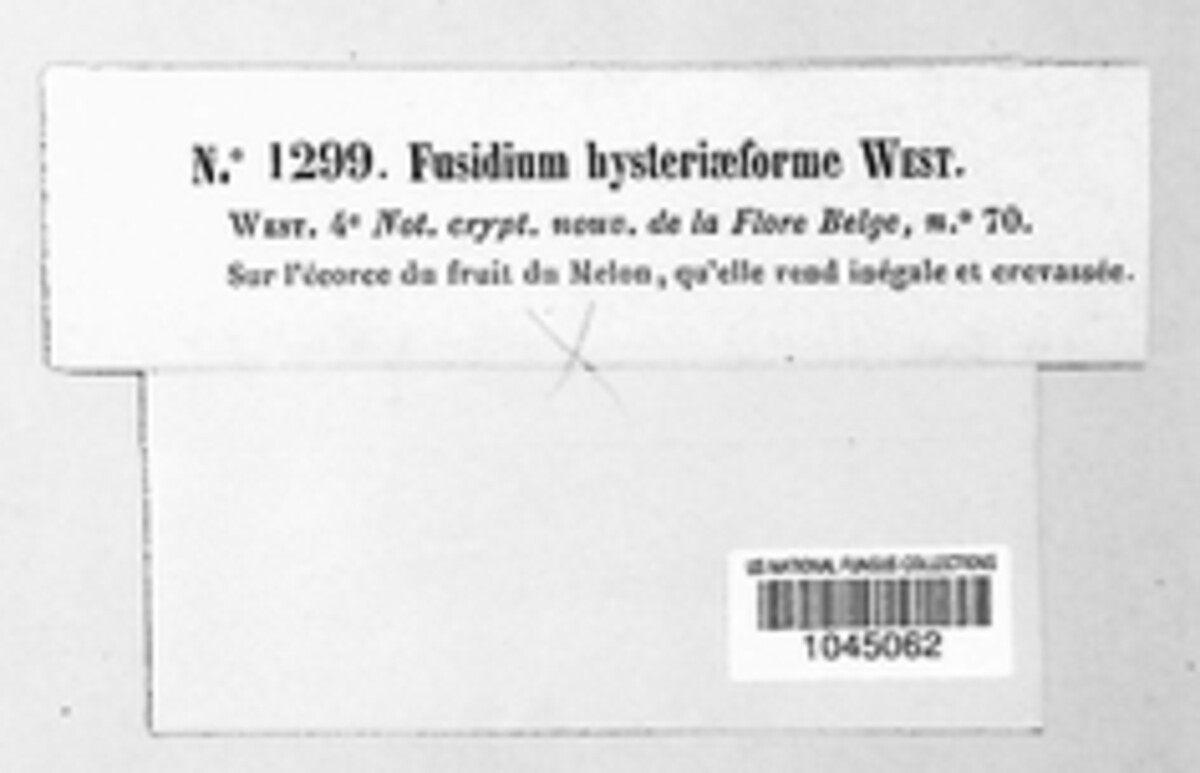 N.º 1299. Fusidium hysteriæforme WEST.
WEST. 4e Not. crypt. nouv. de la Flore Belge, n.º 70.
Sur l'écorce du fruit du Melon, qu'elle rend inégale et crevassée.
US NATIONAL FUNGUS COLLECTIONS
1045062